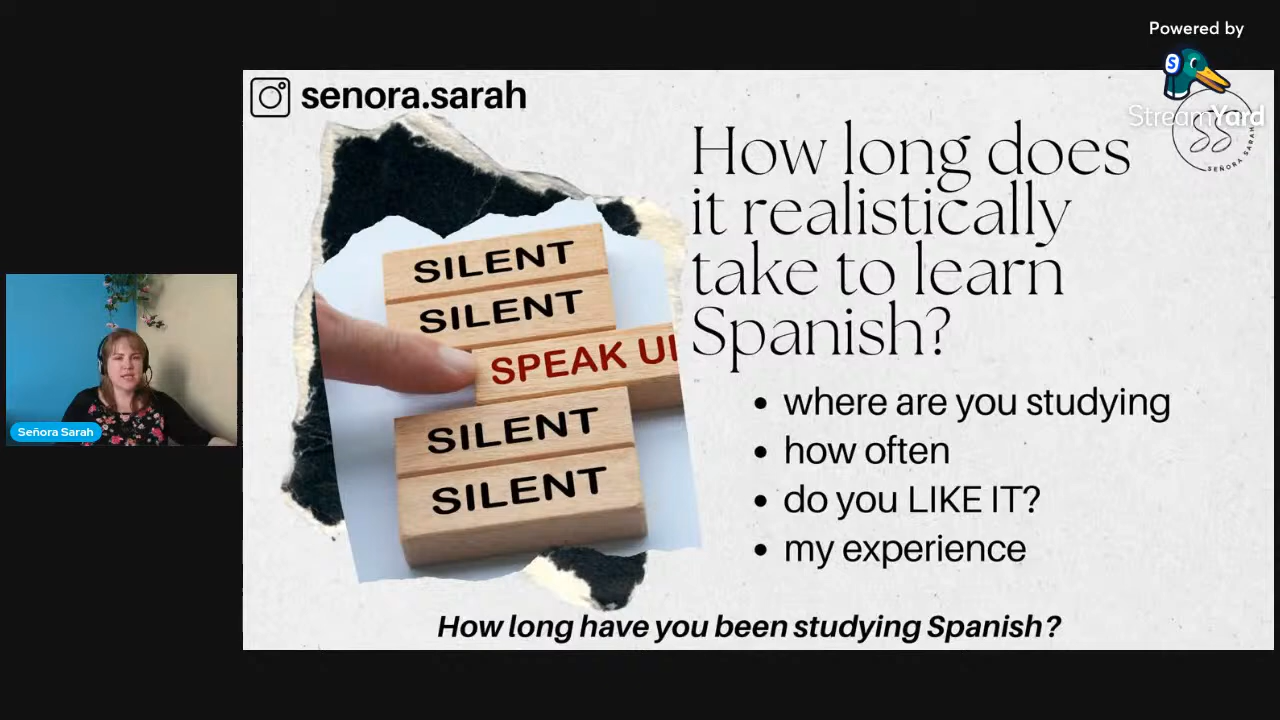 Powered by
StreamYard
senora.sarah
SEÑORA SARAH
How long does
it realistically
take to learn
Spanish?
SILENT
SILENT
SPEAK U
SILENT
SILENT
• where are you studying
• how often
• do you LIKE IT?
• my experience
Señora Sarah
How long have you been studying Spanish?